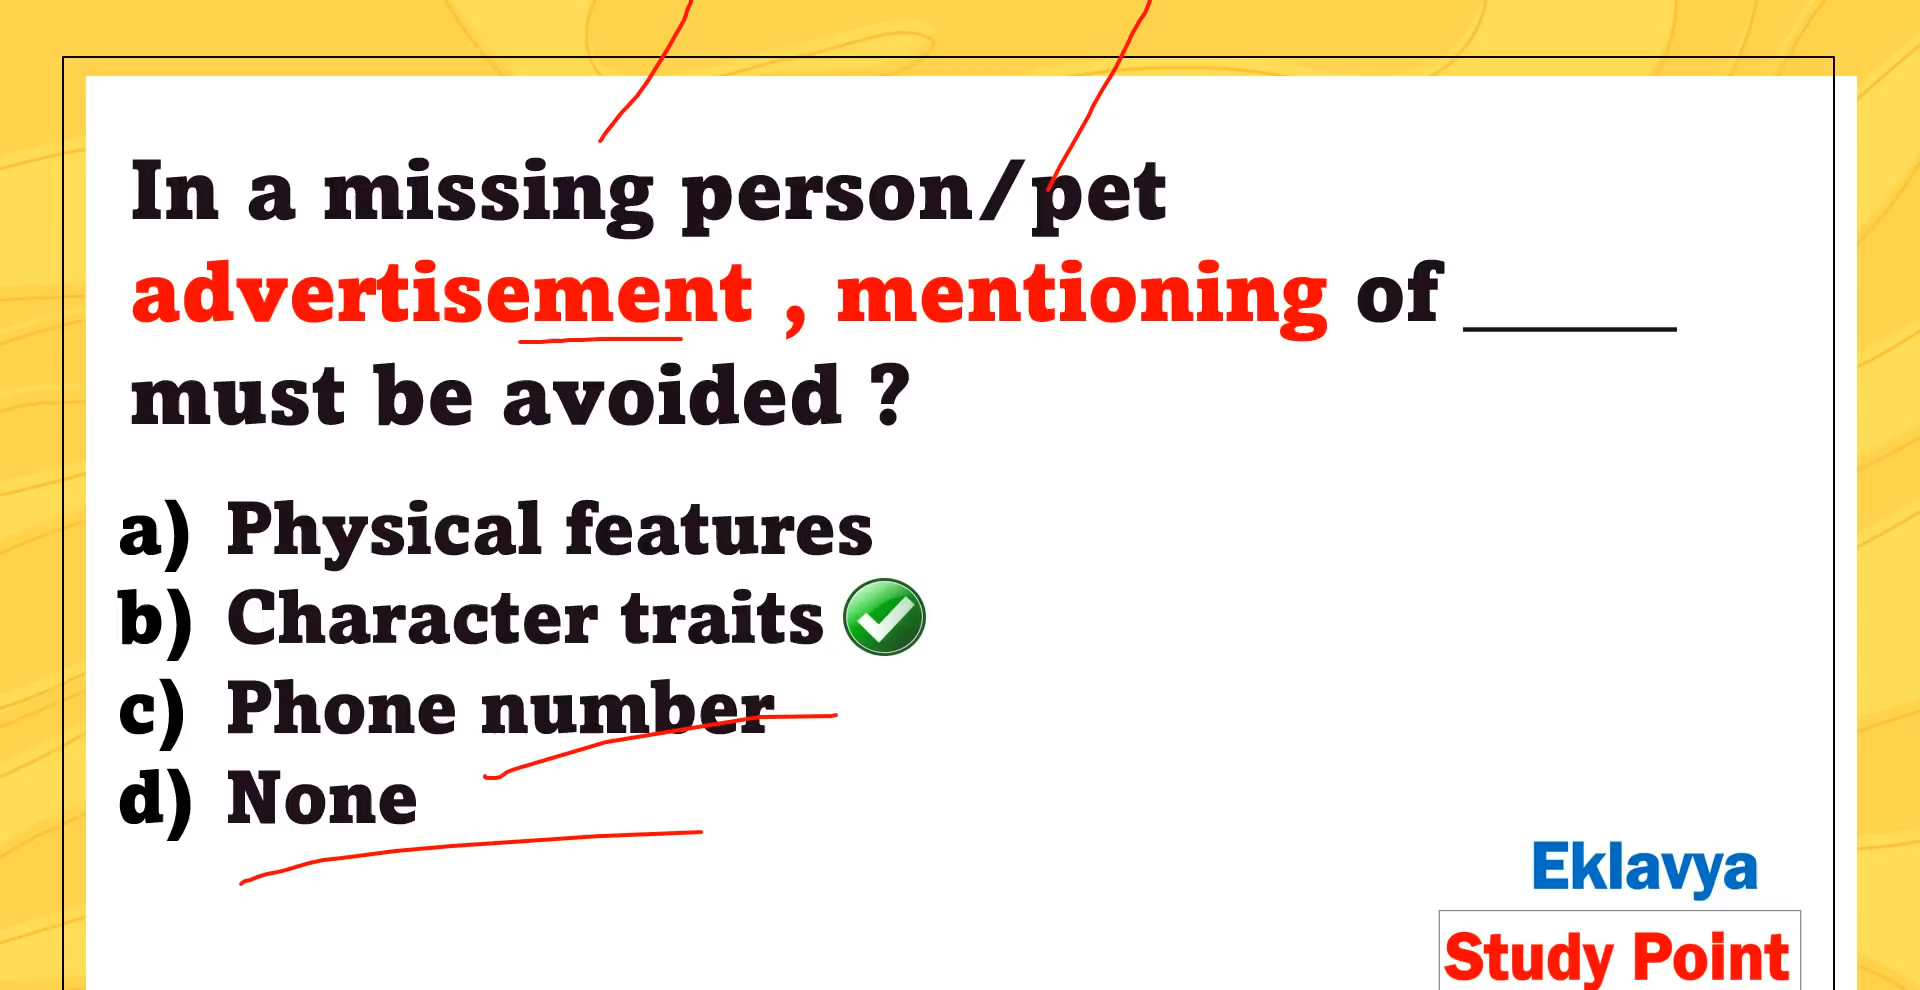 In a missing person/pet
advertisement , mentioning of ______
must be avoided ?
a) Physical features
b) Character traits
c) Phone number
d) None
Eklavya
Study Point